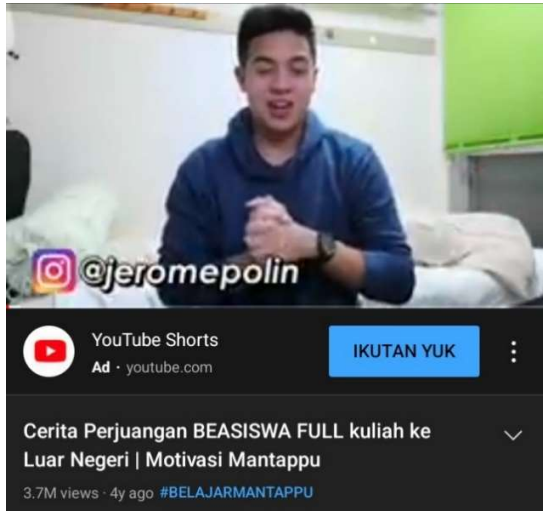 @jeromepolin
YouTube Shorts
Ad · youtube.com
IKUTAN YUK
Cerita Perjuangan BEASISWA FULL kuliah ke
Luar Negeri | Motivasi Mantappu
3.7M views · 4y ago #BELAJARMANTAPPU